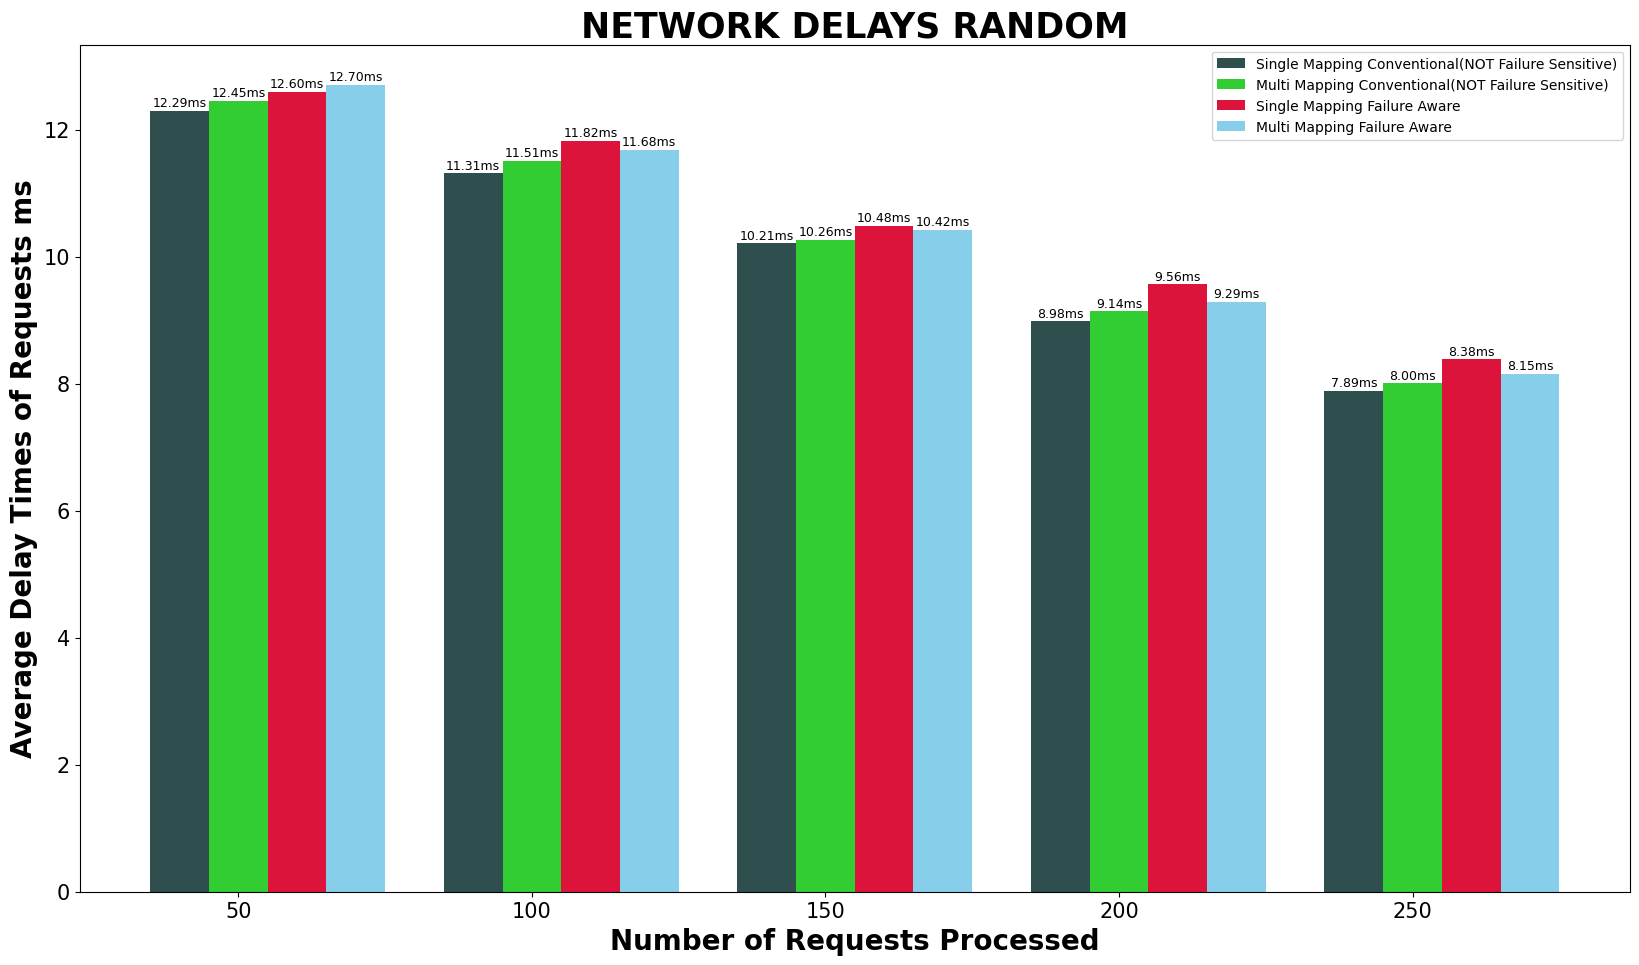 NETWORK DELAYS RANDOM
Single Mapping Conventional(NOT Failure Sensitive)
Multi Mapping Conventional(NOT Failure Sensitive)
Single Mapping Failure Aware
Multi Mapping Failure Aware
12.29ms 12.45ms 12.60ms 12.70ms
11.31ms 11.51ms 11.82ms 11.68ms
10.21ms 10.26ms 10.48ms 10.42ms
8.98ms 9.14ms 9.56ms 9.29ms
7.89ms 8.00ms 8.38ms 8.15ms
Average Delay Times of Requests ms
12
10
8
6
4
2
0
50 100 150 200 250
Number of Requests Processed